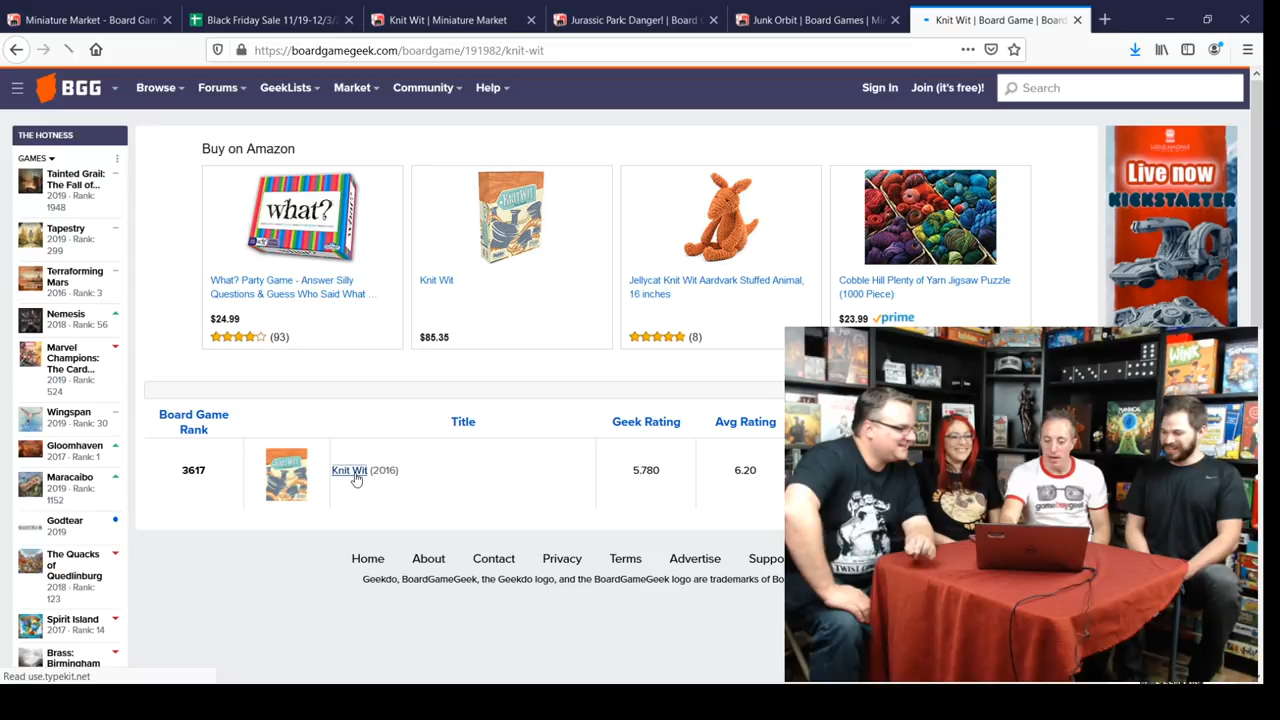 Miniature Market - Board Gam
Black Friday Sale 11/19-12/3/
Knit Wit | Miniature Market
Jurassic Park: Danger! | Board G
Junk Orbit | Board Games | Mi
Knit Wit | Board Game | Board
https://boardgamegeek.com/boardgame/191982/knit-wit
BGG
Browse
Forums
GeekLists
Market
Community
Help
Sign In
Join (it's free)!
Search
THE HOTNESS
GAMES
Tainted Grail:
The Fall of...
2019 · Rank:
1948
Tapestry
2019 · Rank:
299
Terraforming
Mars
2016 · Rank: 3
Nemesis
2018 · Rank: 56
Marvel
Champions:
The Card...
2019 · Rank:
524
Wingspan
2019 · Rank: 30
Gloomhaven
2017 · Rank: 1
Maracaibo
2019 · Rank:
1152
Godtear
2019
The Quacks
of
Quedlinburg
2018 · Rank:
123
Spirit Island
2017 · Rank: 14
Brass:
Birmingham
Buy on Amazon
what?
What? Party Game - Answer Silly
Questions & Guess Who Said What ...
$24.99
(93)
KNIT WIT
Knit Wit
$85.35
Jellycat Knit Wit Aardvark Stuffed Animal,
16 inches
(8)
Cobble Hill Plenty of Yarn Jigsaw Puzzle
(1000 Piece)
$23.99 prime
Live now
KICKSTARTER
Board Game
Rank
Title
Geek Rating
Avg Rating
3617
Knit Wit (2016)
5.780
6.20
Home
About
Contact
Privacy
Terms
Advertise
Suppo
Geekdo, BoardGameGeek, the Geekdo logo, and the BoardGameGeek logo are trademarks of Bo
Read use.typekit.net
WINK